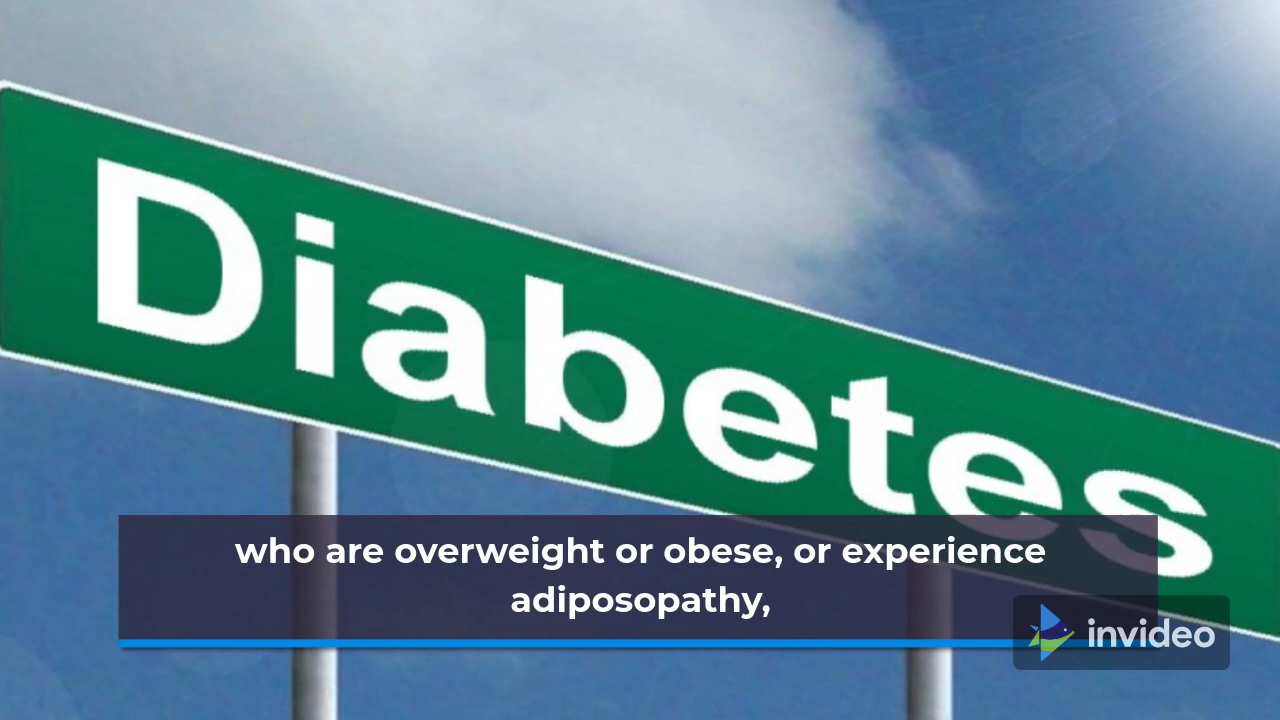 Diabetes
who are overweight or obese, or experience
adiposopathy,
invideo